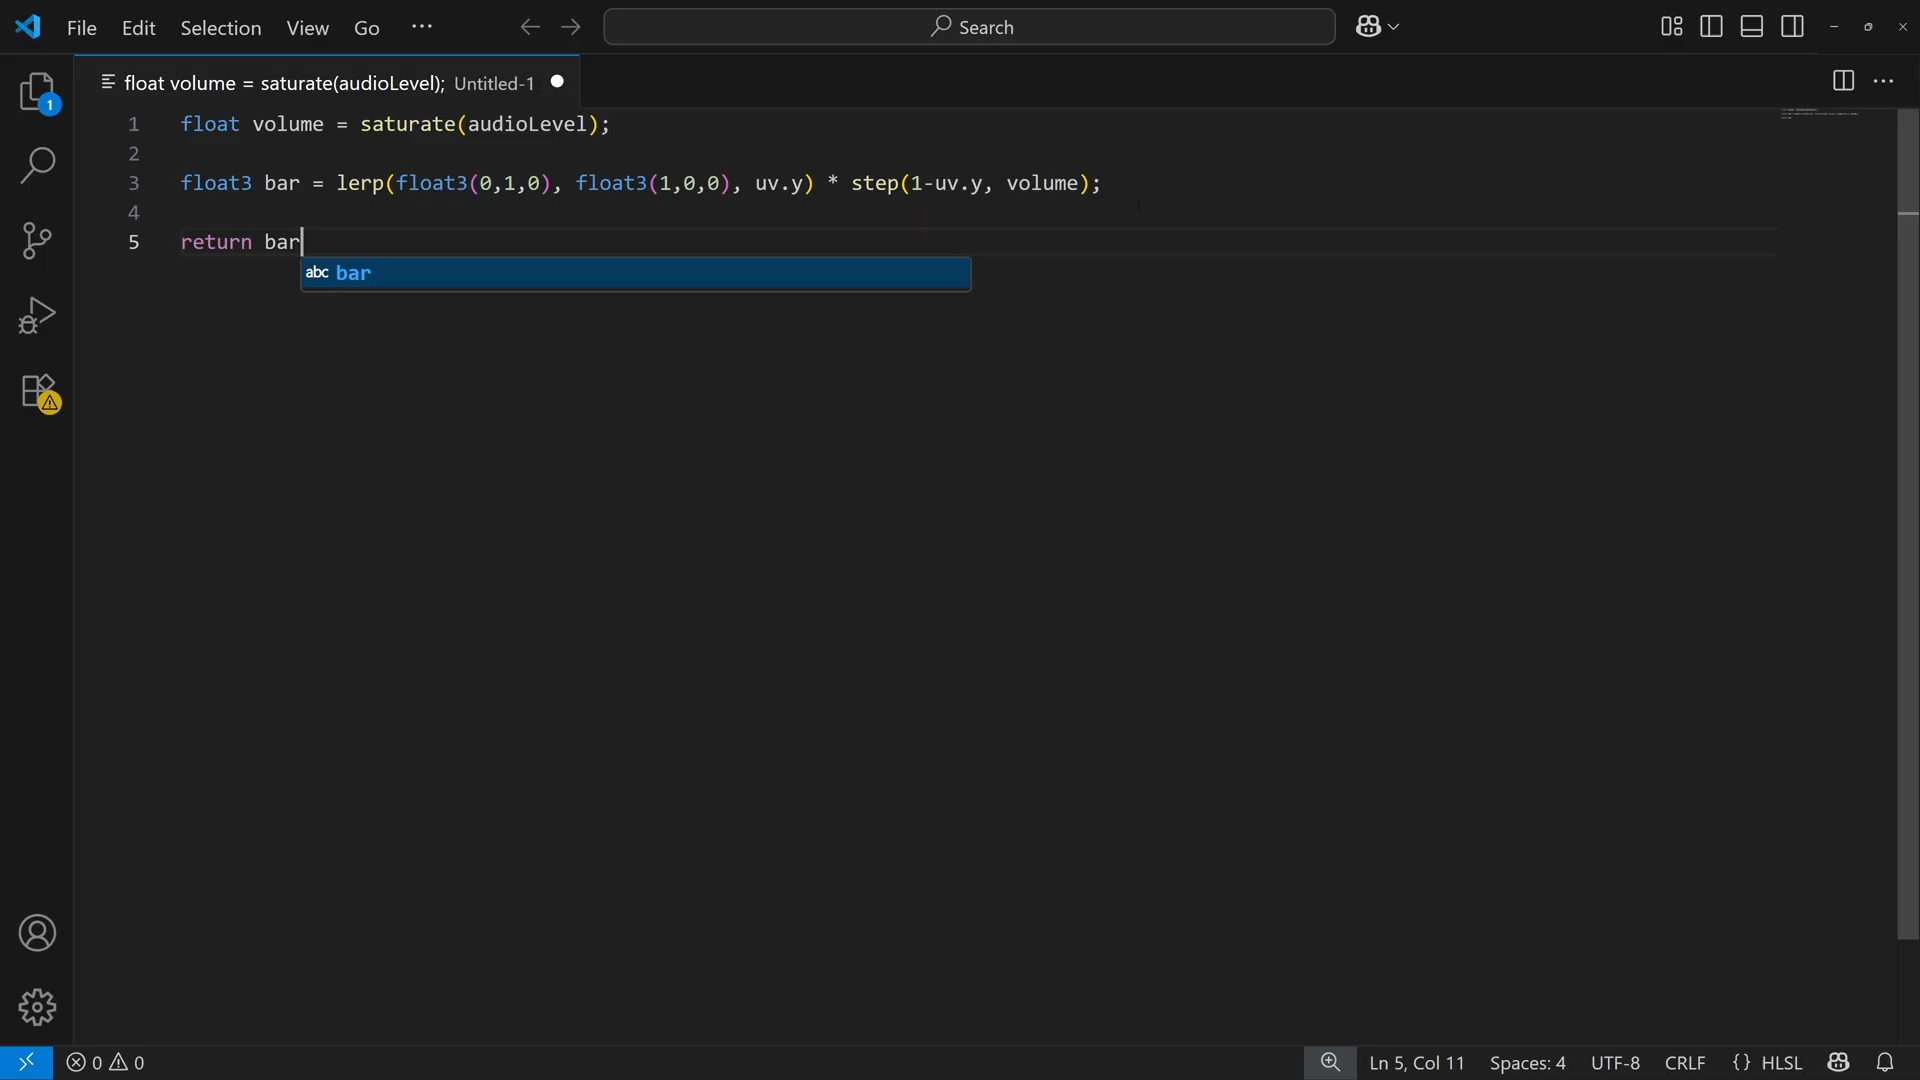 File Edit Selection View Go ··· Search
float volume = saturate(audioLevel); Untitled-1
1 float volume = saturate(audioLevel);
2
3 float3 bar = lerp(float3(0,1,0), float3(1,0,0), uv.y) * step(1-uv.y, volume);
4
5 return bar
abc bar
1
0 0 Ln 5, Col 11 Spaces: 4 UTF-8 CRLF {} HLSL